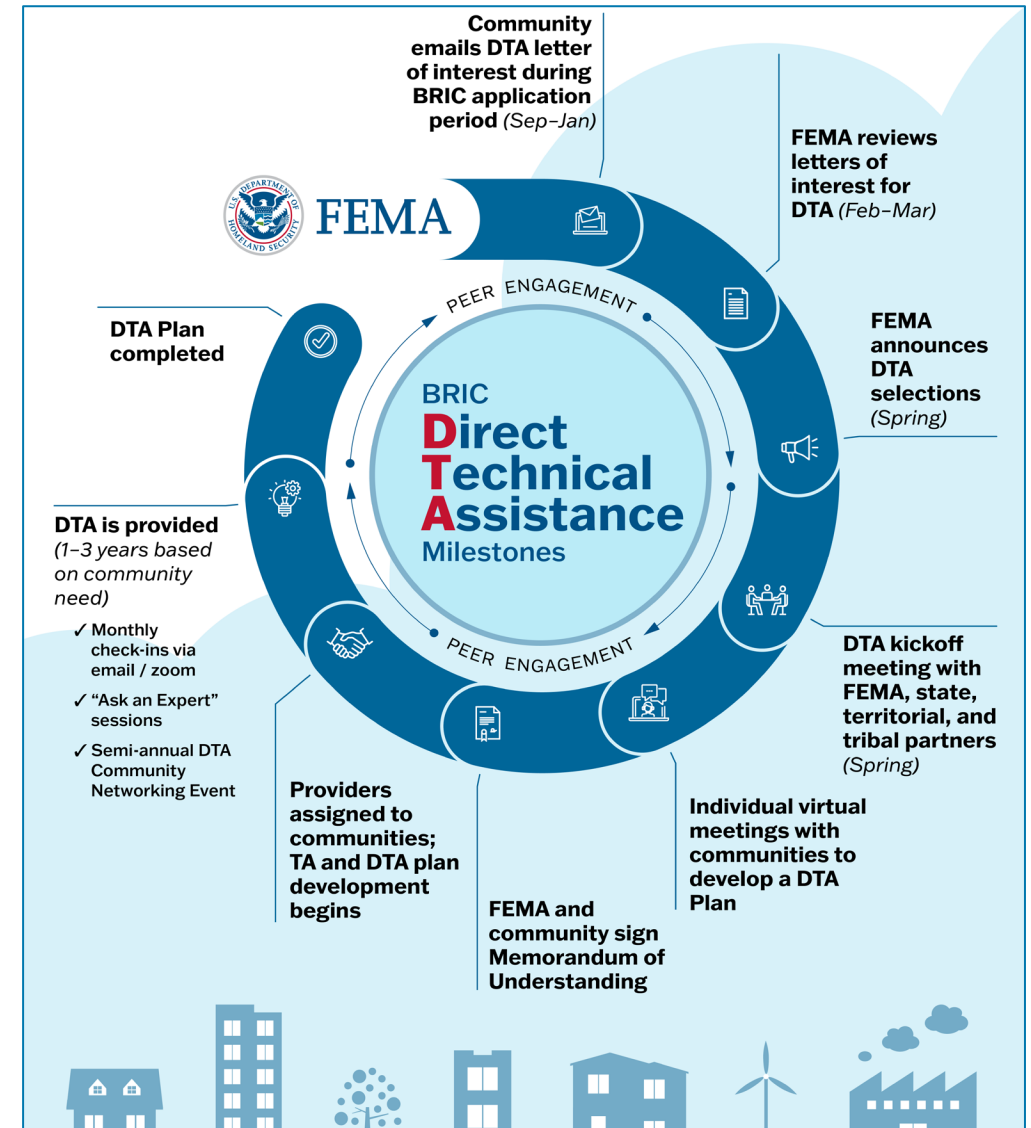 Community
emails DTA letter
of interest during
BRIC application
period (Sep–Jan)
FEMA reviews
letters of
interest for
DTA (Feb–Mar)
U.S. DEPARTMENT OF
HOMELAND SECURITY
FEMA
PEER ENGAGEMENT
FEMA
announces
DTA
selections
(Spring)
DTA Plan
completed
BRIC
Direct
Technical
Assistance
Milestones
DTA is provided
(1–3 years based
on community
need)
✓ Monthly
check-ins via
email / zoom
✓ “Ask an Expert”
sessions
✓ Semi-annual DTA
Community
Networking Event
PEER ENGAGEMENT
DTA kickoff
meeting with
FEMA, state,
territorial, and
tribal partners
(Spring)
Individual virtual
meetings with
communities to
develop a DTA
Plan
FEMA and
community sign
Memorandum of
Understanding
Providers
assigned to
communities;
TA and DTA plan
development
begins